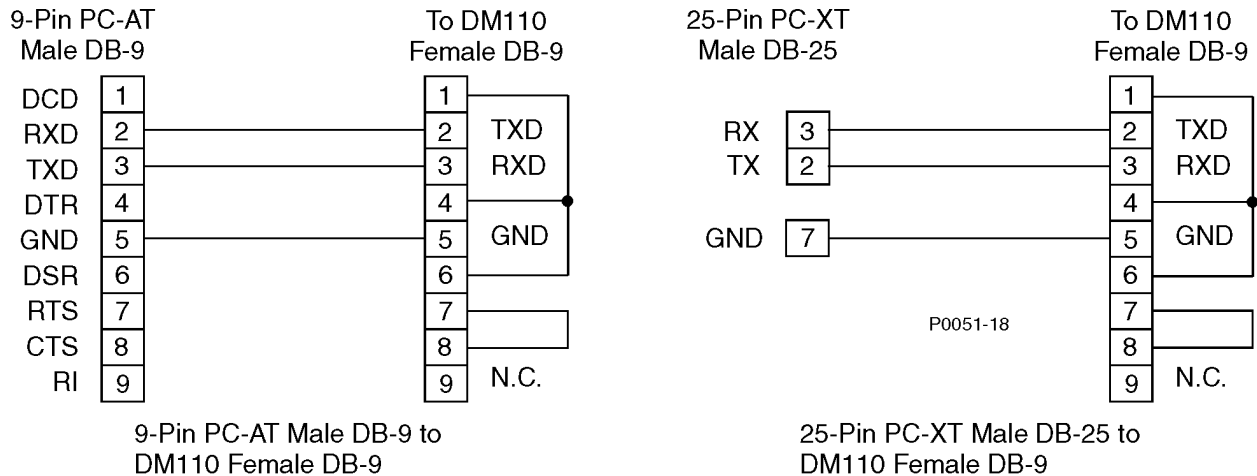 9-Pin PC-AT
Male DB-9
To DM110
Female DB-9
DCD 1
RXD 2
TXD 3
DTR 4
GND 5
DSR 6
RTS 7
CTS 8
RI 9
1
2 TXD
3 RXD
4
5 GND
6
7
8
9 N.C.
9-Pin PC-AT Male DB-9 to
DM110 Female DB-9
25-Pin PC-XT
Male DB-25
To DM110
Female DB-9
RX 3
TX 2
GND 7
1
2 TXD
3 RXD
4
5 GND
6
7
8
9 N.C.
P0051-18
25-Pin PC-XT Male DB-25 to
DM110 Female DB-9